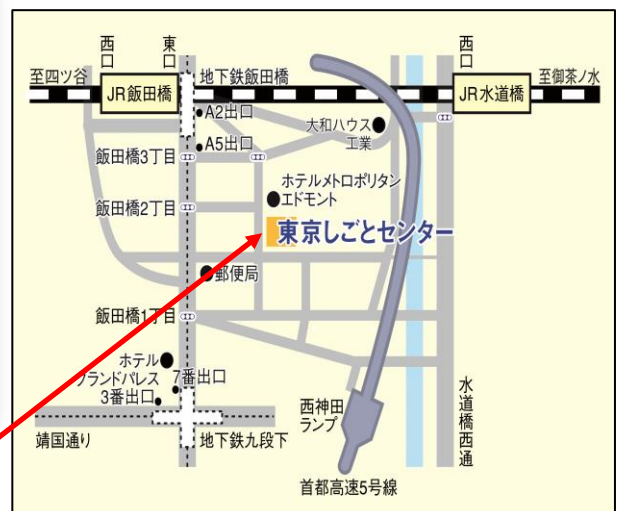 西口
東口
西口
至四ツ谷
JR飯田橋
地下鉄飯田橋
JR水道橋
至御茶ノ水
A2出口
大和ハウス
工業
A5出口
飯田橋3丁目
ホテルメトロポリタン
エドモント
飯田橋2丁目
東京しごとセンター
郵便局
飯田橋1丁目
ホテル
グランドパレス
7番出口
3番出口
西神田
ランプ
水道橋西通
靖国通り
地下鉄九段下
首都高速5号線